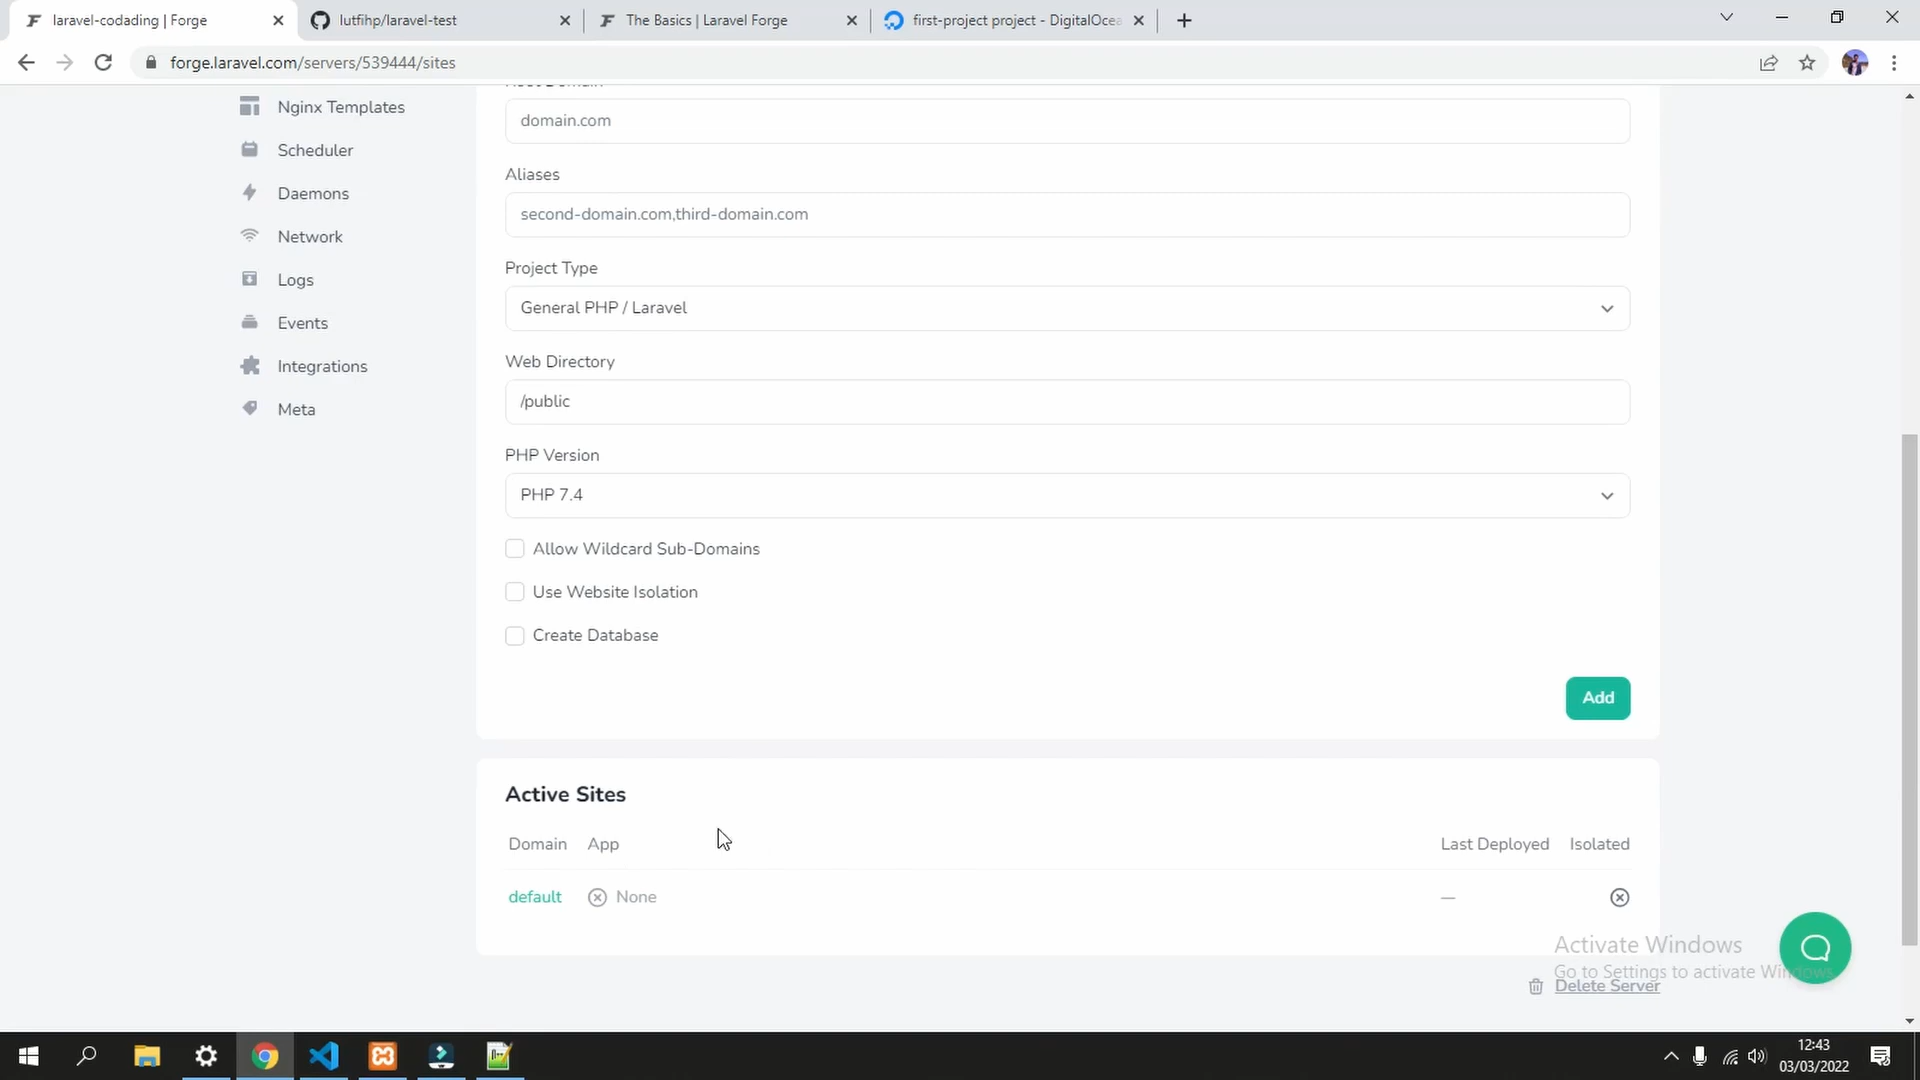 laravel-codading | Forge
lutfihp/laravel-test
The Basics | Laravel Forge
first-project project - DigitalOcea
forge.laravel.com/servers/539444/sites
Nginx Templates
Scheduler
Daemons
Network
Logs
Events
Integrations
Meta
domain.com
Aliases
second-domain.com,third-domain.com
Project Type
General PHP / Laravel
Web Directory
/public
PHP Version
PHP 7.4
Allow Wildcard Sub-Domains
Use Website Isolation
Create Database
Add
Active Sites
Domain App Last Deployed Isolated
default None —
Activate Windows
Go to Settings to activate Windows.
Delete Server
12:43
03/03/2022